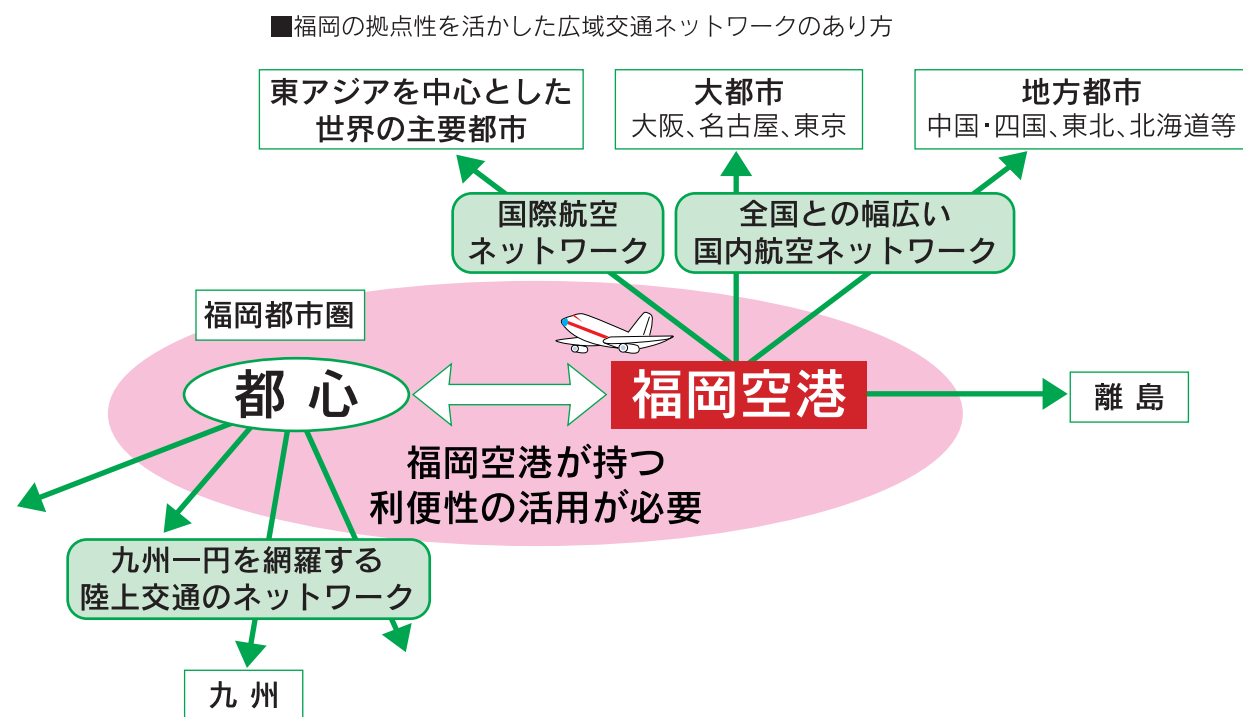 ■福岡の拠点性を活かした広域交通ネットワークのあり方
東アジアを中心とした
世界の主要都市
大都市
大阪、名古屋、東京
地方都市
中国・四国、東北、北海道等
国際航空
ネットワーク
全国との幅広い
国内航空ネットワーク
福岡都市圏
都 心
福岡空港
離 島
福岡空港が持つ
利便性の活用が必要
九州一円を網羅する
陸上交通のネットワーク
九 州